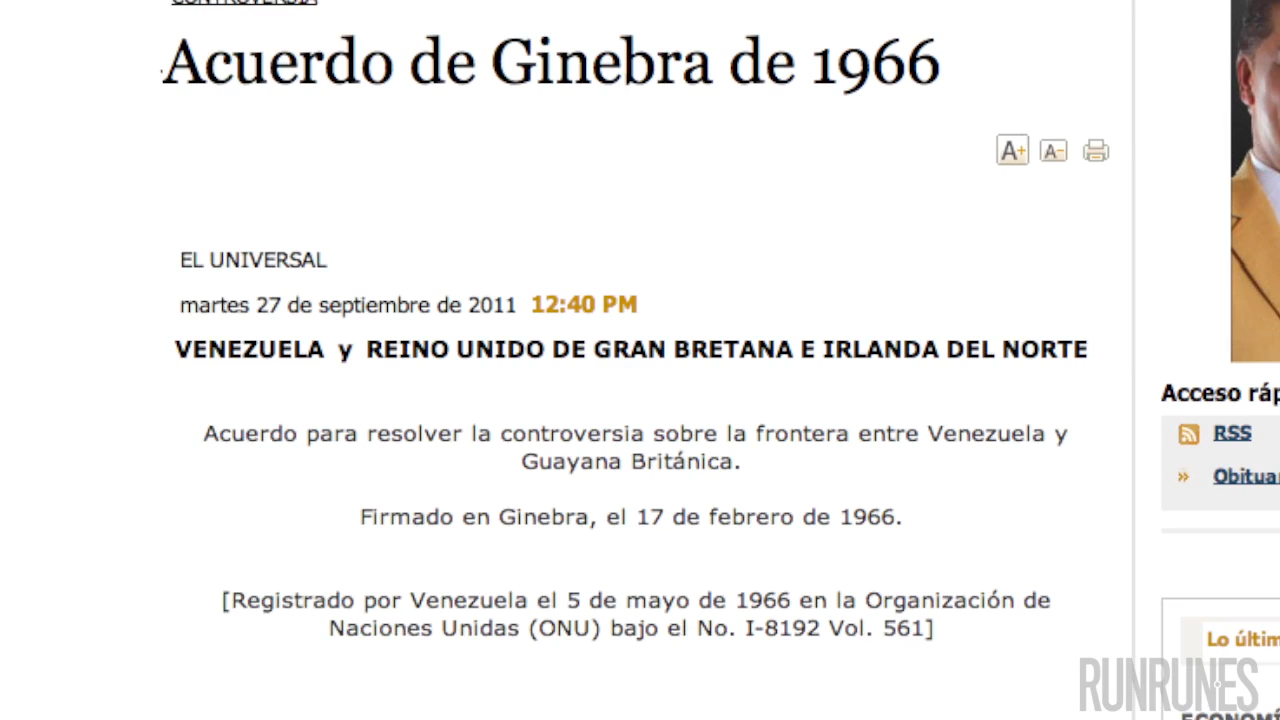 CONTROVERSIA
Acuerdo de Ginebra de 1966
A+ A-
EL UNIVERSAL
martes 27 de septiembre de 2011 12:40 PM
VENEZUELA y REINO UNIDO DE GRAN BRETANA E IRLANDA DEL NORTE
Acuerdo para resolver la controversia sobre la frontera entre Venezuela y
Guayana Británica.
Firmado en Ginebra, el 17 de febrero de 1966.
[Registrado por Venezuela el 5 de mayo de 1966 en la Organización de
Naciones Unidas (ONU) bajo el No. I-8192 Vol. 561]
Acceso ráp
RSS
» Obitua
Lo últim
RUNRUNES
ECONOMÍ